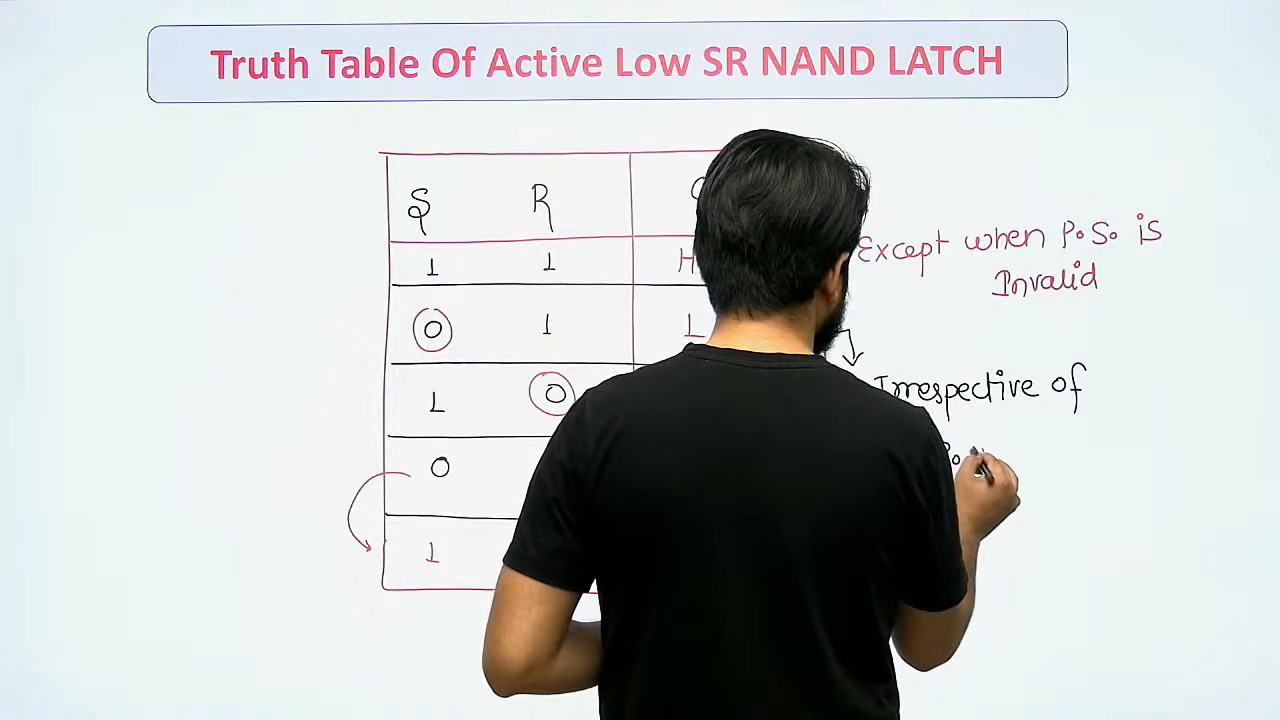 Truth Table Of Active Low SR NAND LATCH
S R
1 1 H
0 1 1
1 0
0
1
Except when P.S. is
Invalid
Irrespective of